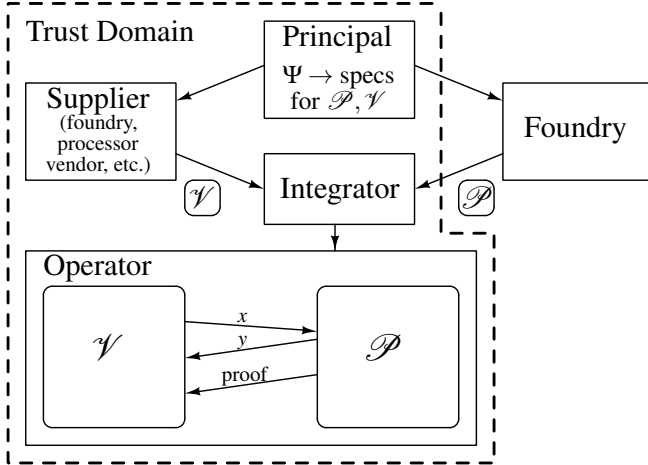 Trust Domain
Principal
Ψ → specs
for 𝒫, 𝒱
Supplier
(foundry,
processor
vendor, etc.)
Foundry
Integrator
𝒱
𝒫
Operator
𝒱
x
y
proof
𝒫